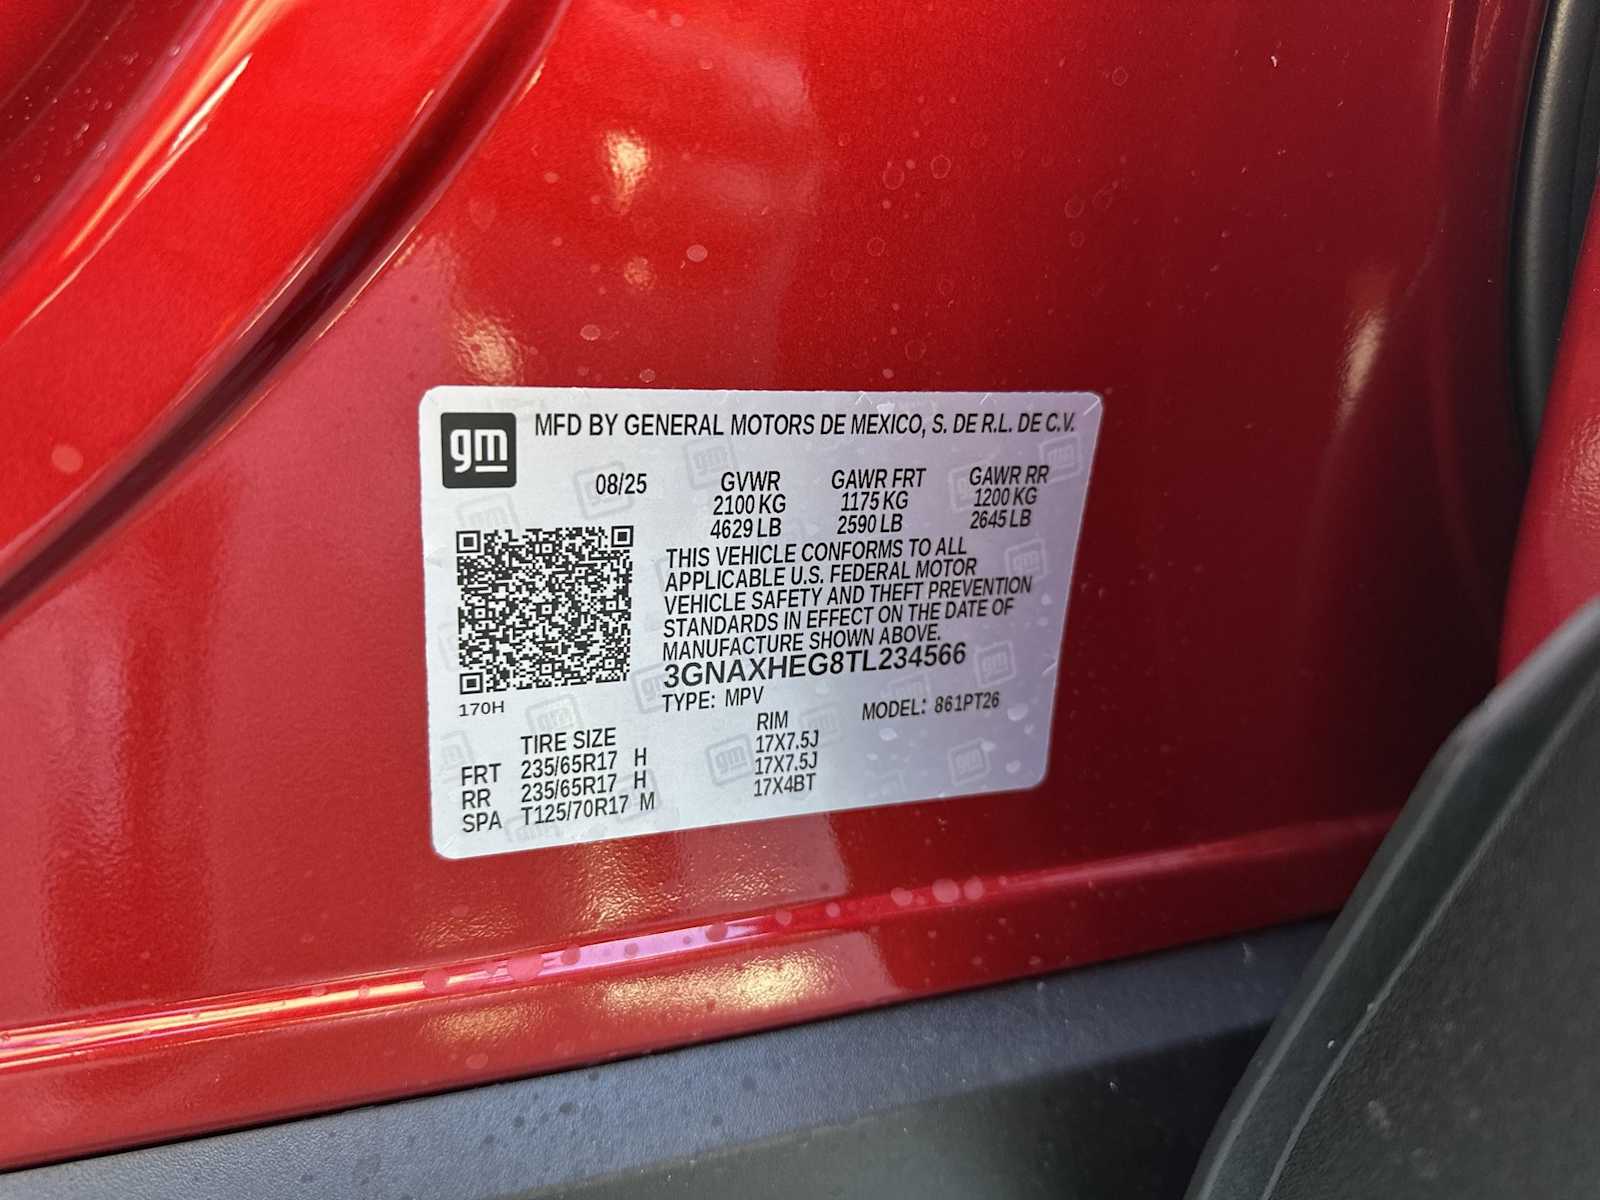 gm
MFD BY GENERAL MOTORS DE MEXICO, S. DE R.L. DE C.V.
08/25 GVWR GAWR FRT GAWR RR
2100 KG 1175 KG 1200 KG
4629 LB 2590 LB 2645 LB
THIS VEHICLE CONFORMS TO ALL
APPLICABLE U.S. FEDERAL MOTOR
VEHICLE SAFETY AND THEFT PREVENTION
STANDARDS IN EFFECT ON THE DATE OF
MANUFACTURE SHOWN ABOVE.
3GNAXHEG8TL234566
170H
TYPE: MPV MODEL: 861PT26
TIRE SIZE RIM
FRT 235/65R17 H 17X7.5J
RR 235/65R17 H 17X7.5J
SPA T125/70R17 M 17X4BT